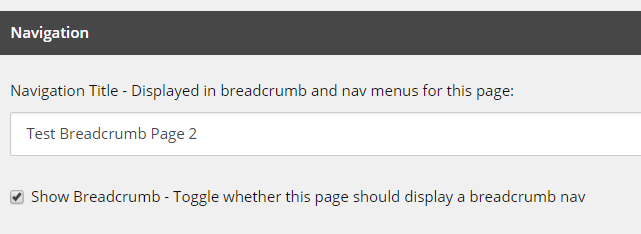 Navigation
Navigation Title - Displayed in breadcrumb and nav menus for this page:
Test Breadcrumb Page 2
Show Breadcrumb - Toggle whether this page should display a breadcrumb nav